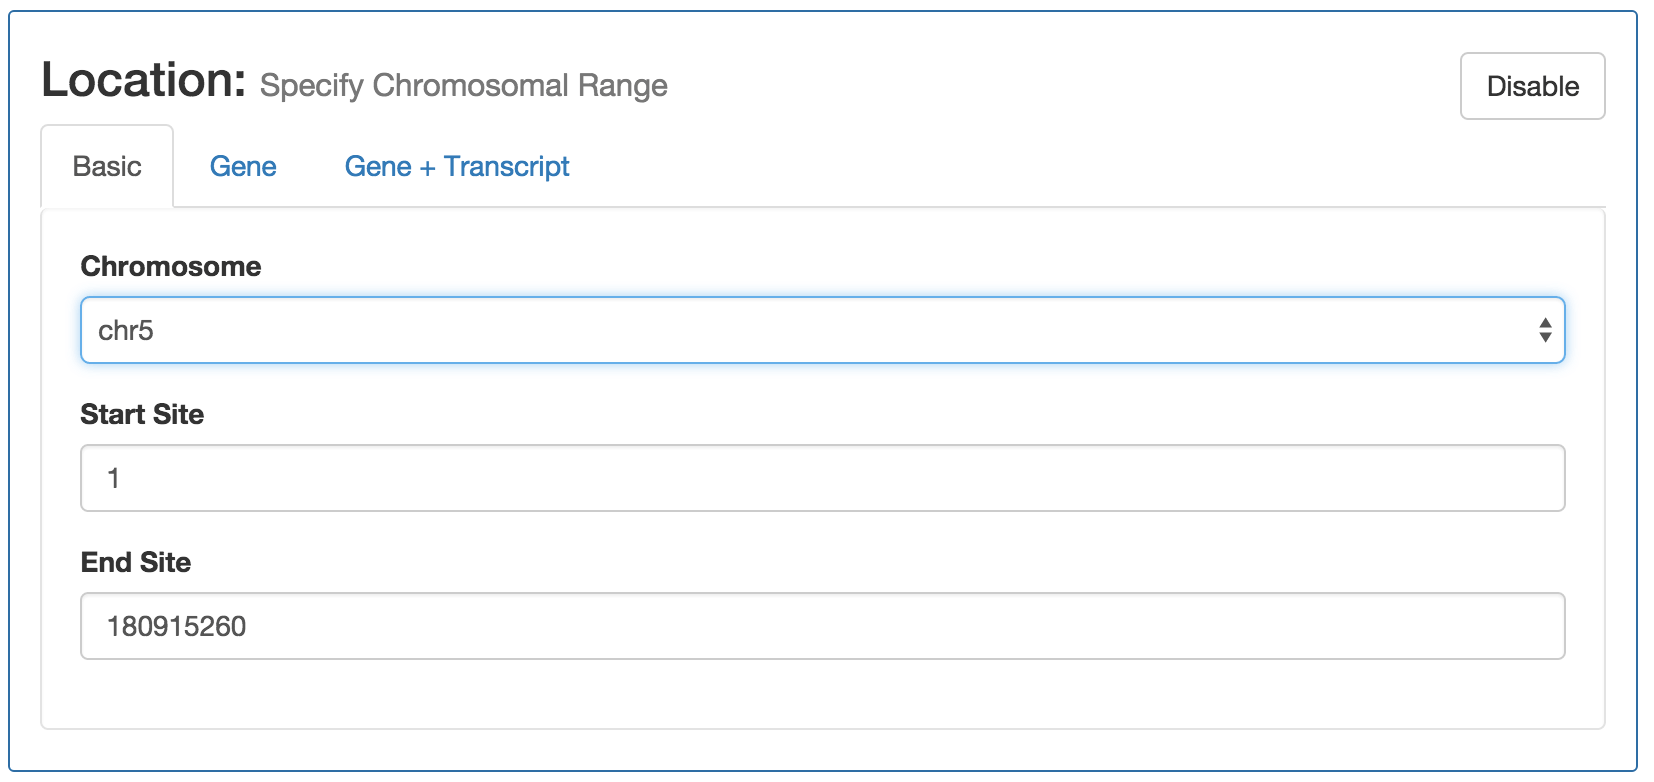 Location: Specify Chromosomal Range
Disable
Basic Gene Gene + Transcript
Chromosome
chr5
Start Site
1
End Site
180915260